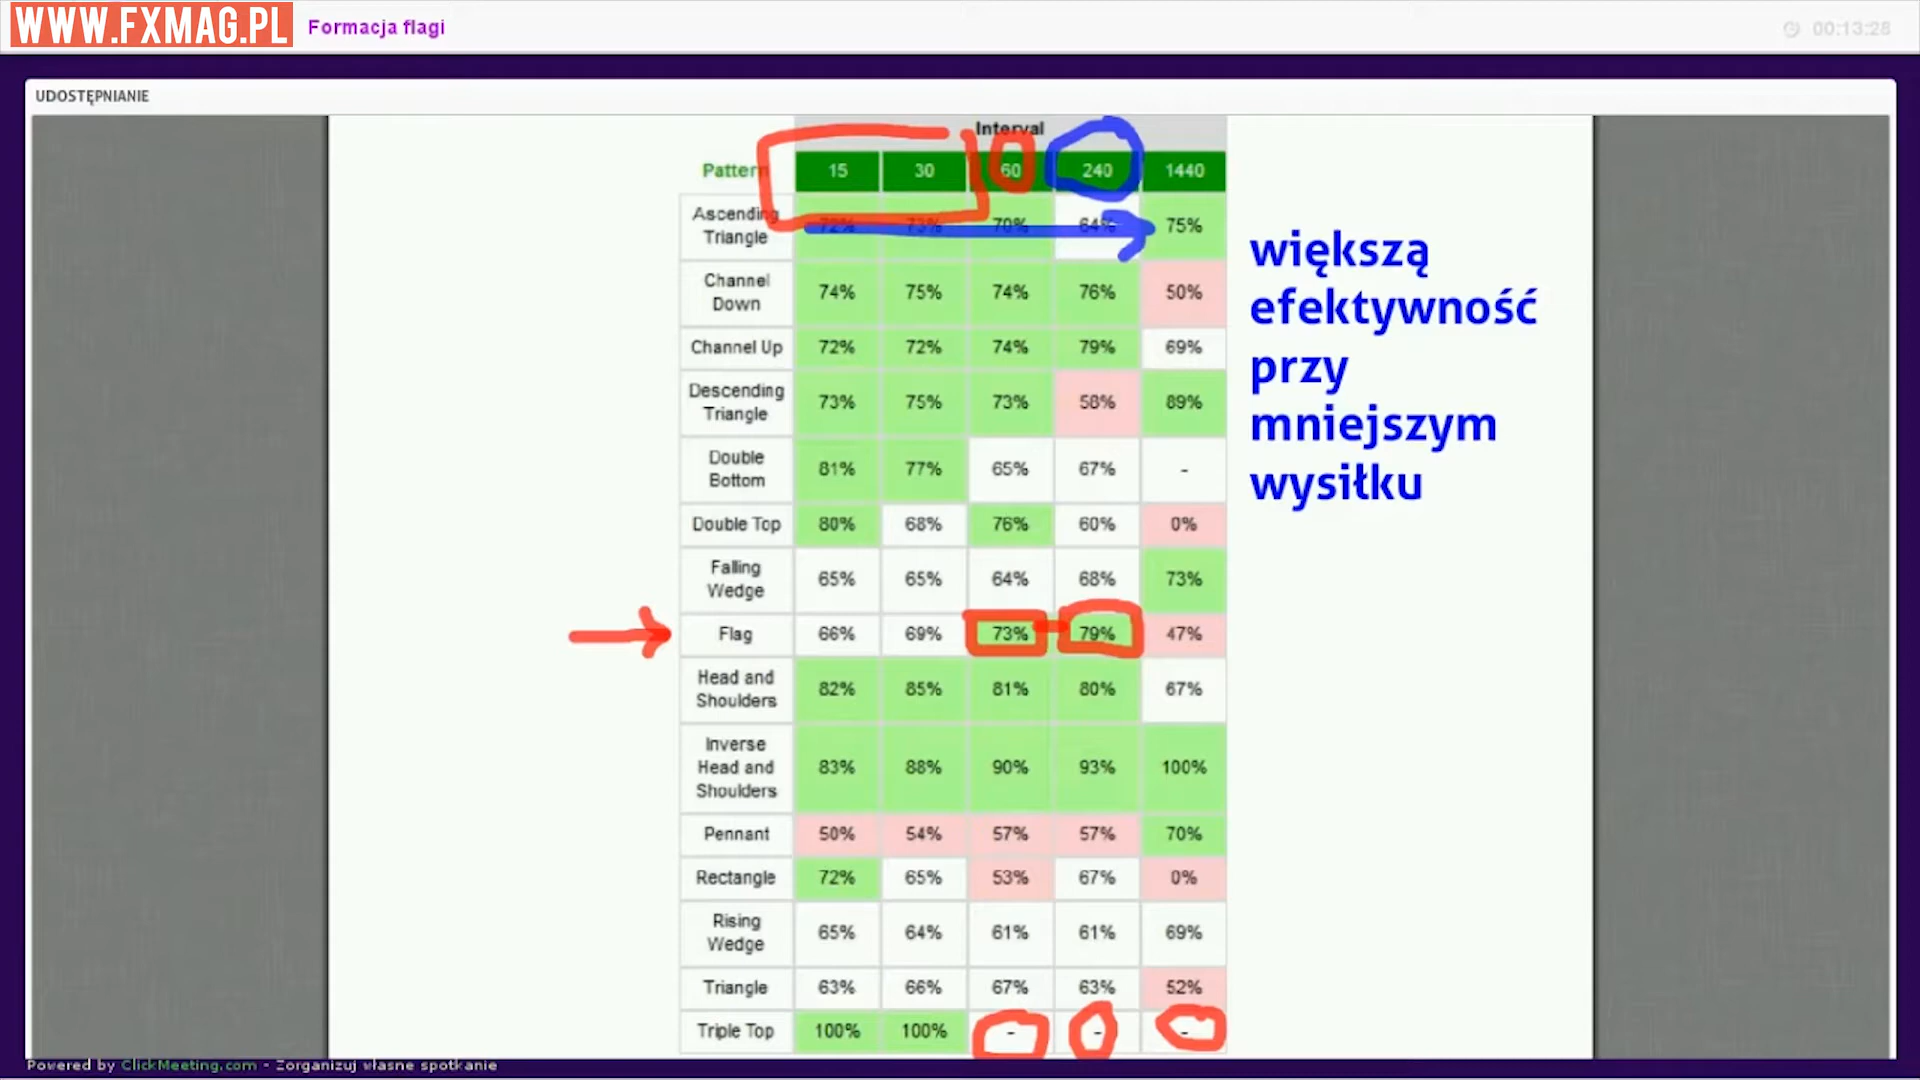 WWW.FXMAG.PL Formacja flagi 00:13:28
UDOSTĘPNIANIE
Interval
Pattern 15 30 60 240 1440
Ascending Triangle 72% 73% 70% 64% 75%
Channel Down 74% 75% 74% 76% 50%
Channel Up 72% 72% 74% 79% 69%
Descending Triangle 73% 75% 73% 58% 89%
Double Bottom 81% 77% 65% 67% -
Double Top 80% 68% 76% 60% 0%
Falling Wedge 65% 65% 64% 68% 73%
Flag 66% 69% 73% 79% 47%
Head and Shoulders 82% 85% 81% 80% 67%
Inverse Head and Shoulders 83% 88% 90% 93% 100%
Pennant 50% 54% 57% 57% 70%
Rectangle 72% 65% 53% 67% 0%
Rising Wedge 65% 64% 61% 61% 69%
Triangle 63% 66% 67% 63% 52%
Triple Top 100% 100% - - -
większą
efektywność
przy
mniejszym
wysiłku
Powered by ClickMeeting.com - Zorganizuj własne spotkanie